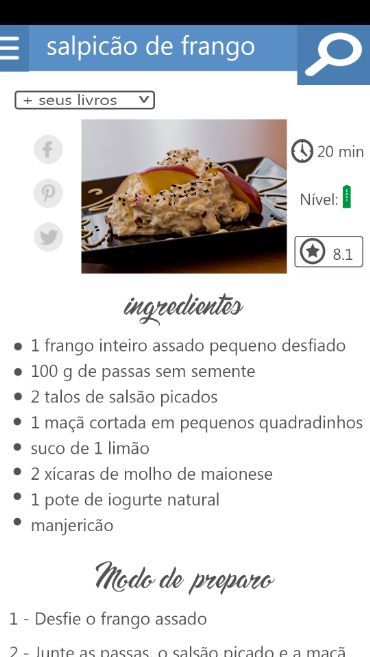 salpicão de frango
+ seus livros
20 min
Nível:
8.1
ingredientes
1 frango inteiro assado pequeno desfiado
100 g de passas sem semente
2 talos de salsão picados
1 maçã cortada em pequenos quadradinhos
suco de 1 limão
2 xícaras de molho de maionese
1 pote de iogurte natural
manjericão
Modo de preparo
1 - Desfie o frango assado
2 - Junte as passas, o salsão picado e a maçã